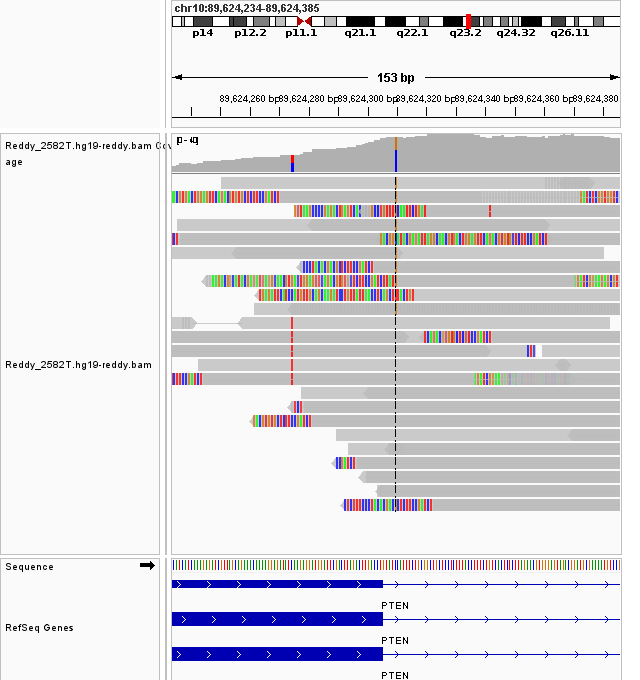 chr10:89,624,234-89,624,385
p14 p12.2 p11.1 q21.1 q22.1 q23.2 q24.32 q26.11
153 bp
89,624,260 bp 89,624,280 bp 89,624,300 bp 89,624,320 bp 89,624,340 bp 89,624,360 bp 89,624,380
Reddy_2582T.hg19-reddy.bam
age
Reddy_2582T.hg19-reddy.bam
Sequence
PTEN
RefSeq Genes
PTEN
PTEN